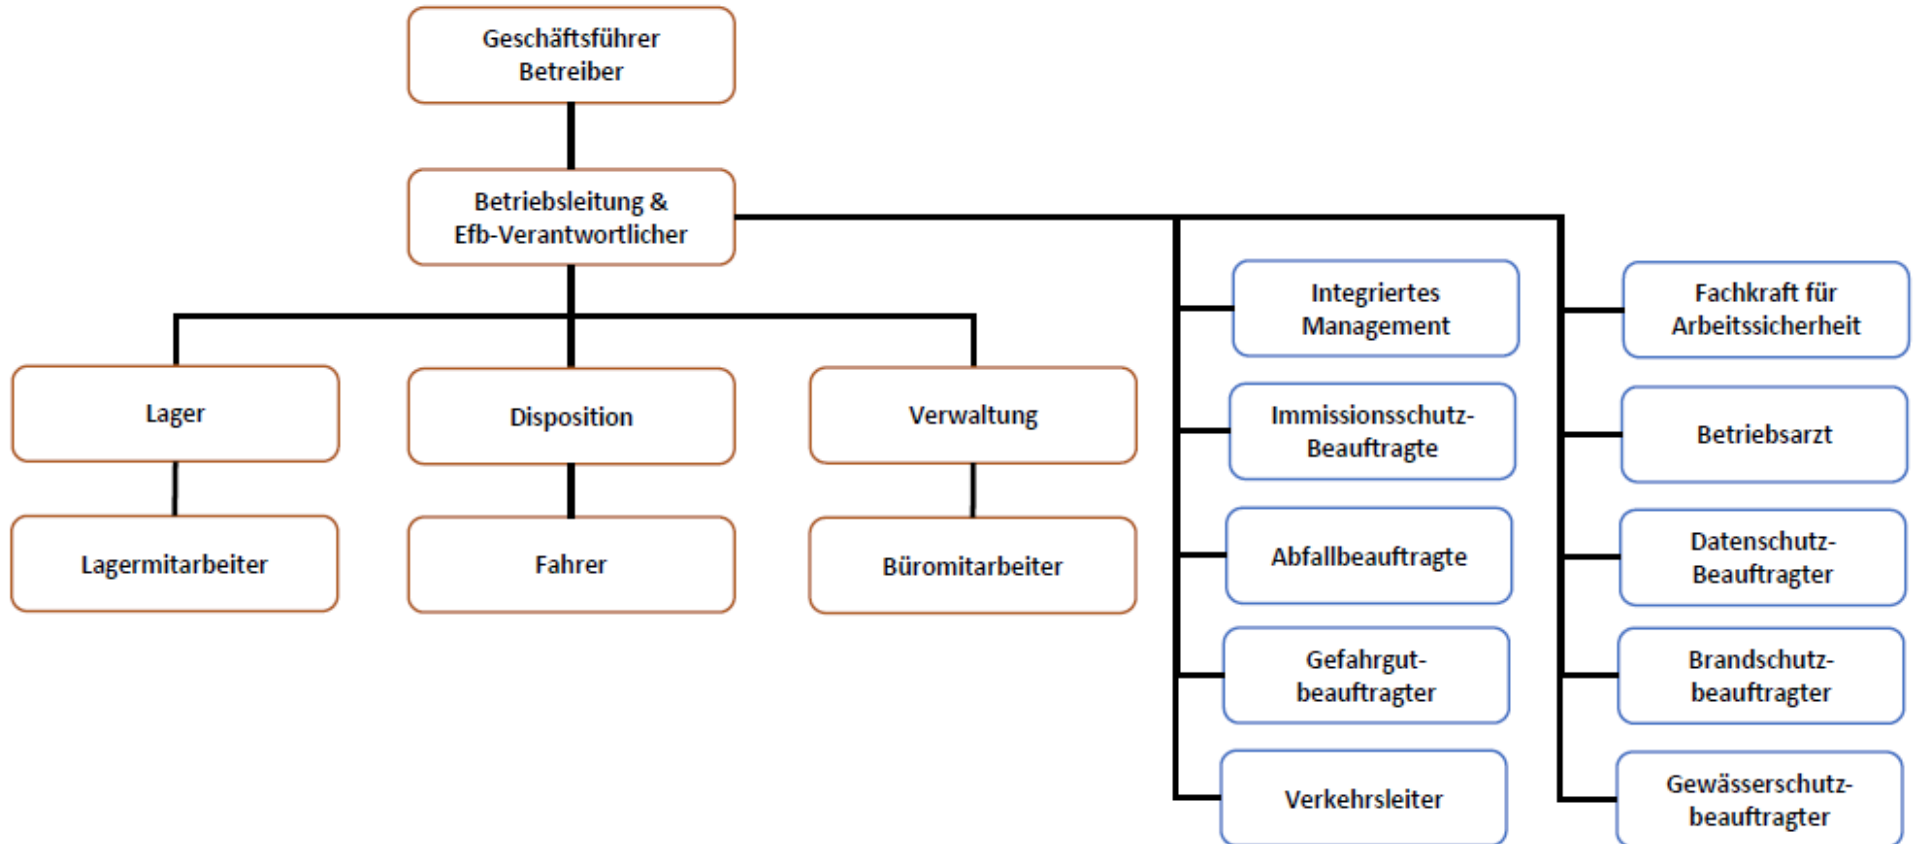 Geschäftsführer
Betreiber
Betriebsleitung &
Efb-Verantwortlicher
Lager
Disposition
Verwaltung
Lagermitarbeiter
Fahrer
Büromitarbeiter
Integriertes
Management
Immissionsschutz-
Beauftragte
Abfallbeauftragte
Gefahrgut-
beauftragter
Verkehrsleiter
Fachkraft für
Arbeitssicherheit
Betriebsarzt
Datenschutz-
Beauftragter
Brandschutz-
beauftragter
Gewässerschutz-
beauftragter